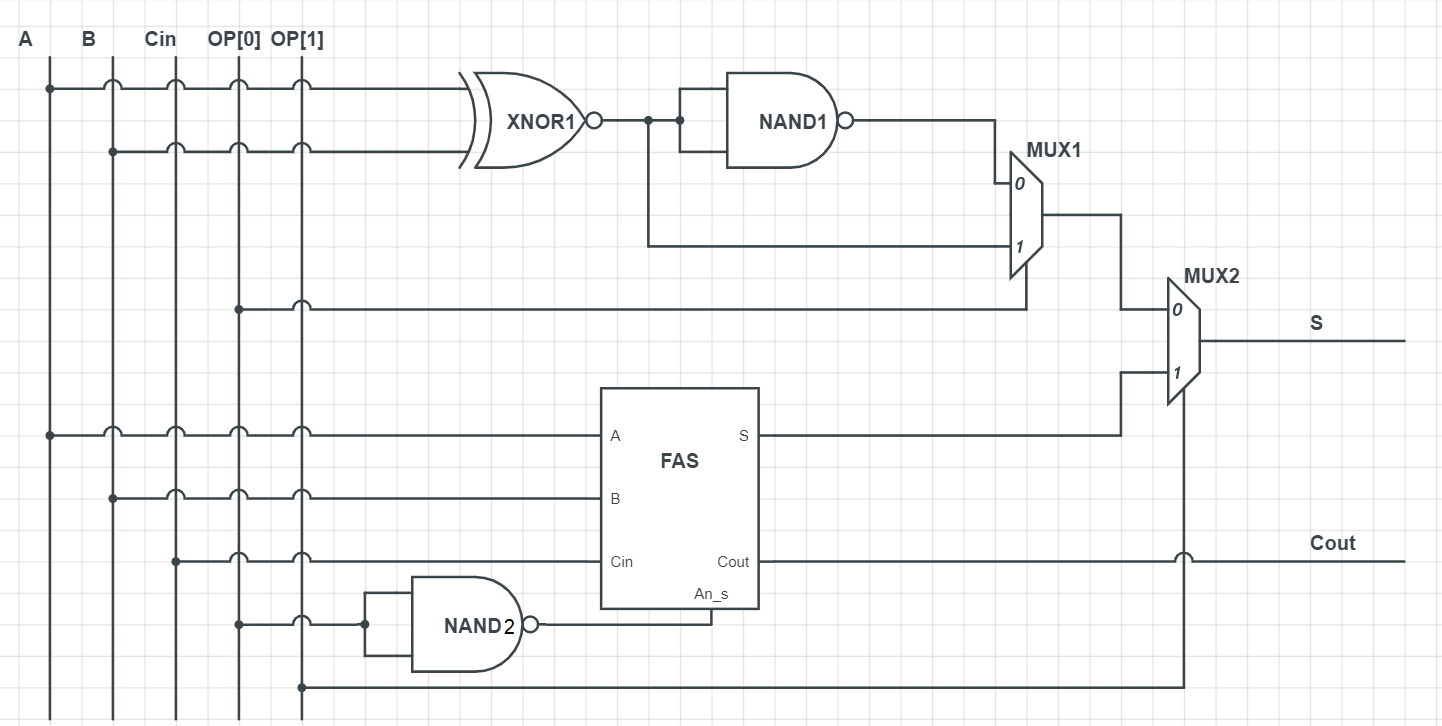 A B Cin OP[0] OP[1]
XNOR1
NAND1
MUX1
0
1
MUX2
0
S
1
A
S
FAS
B
Cout
Cin
Cout
An_s
NAND2